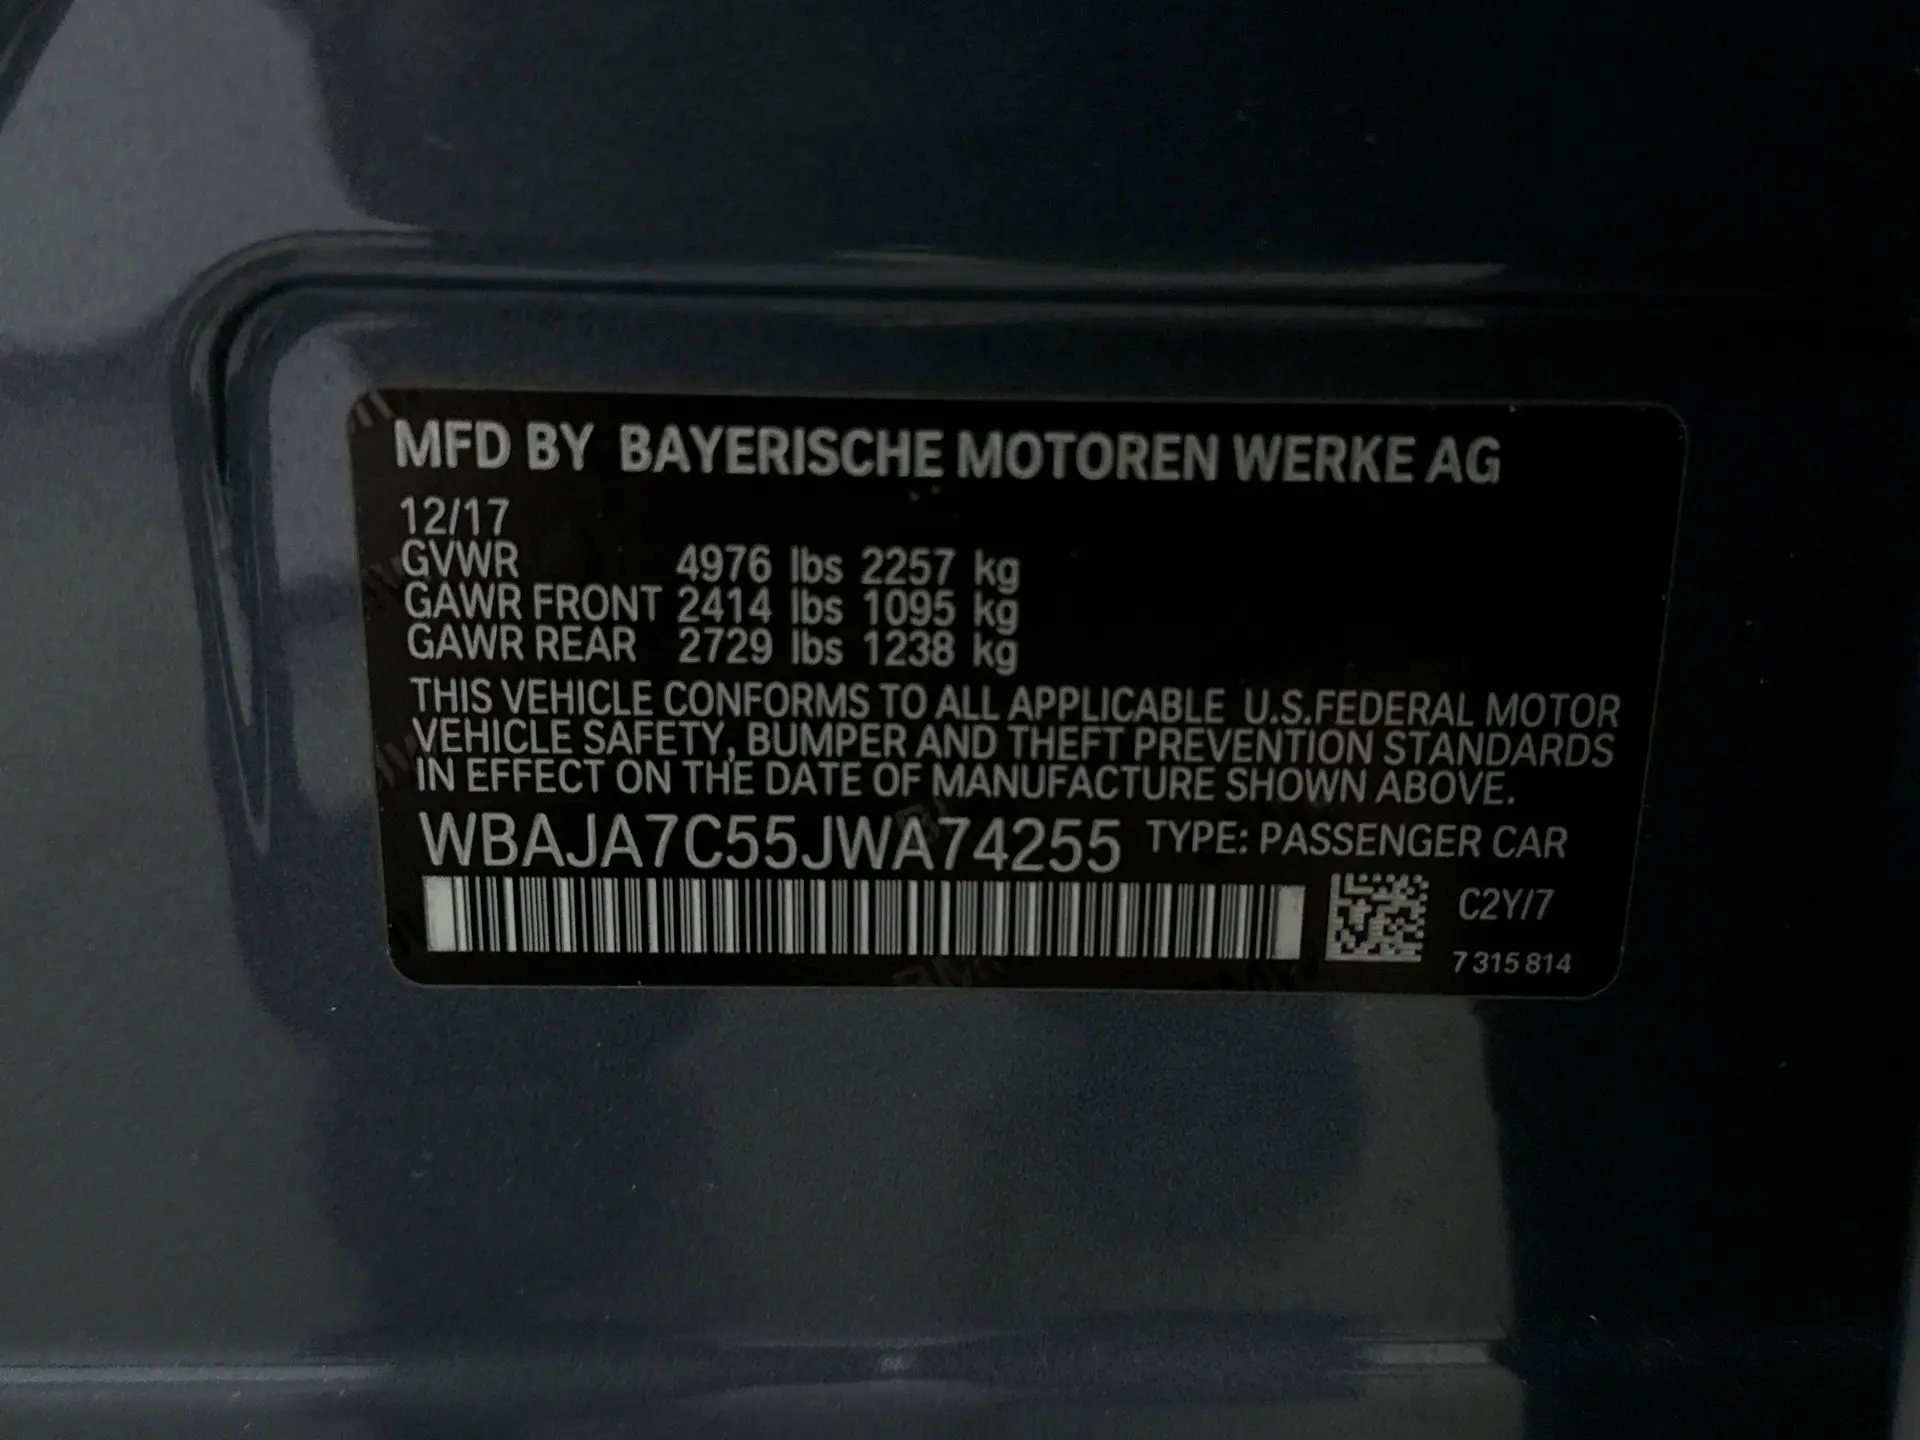 MFD BY BAYERISCHE MOTOREN WERKE AG
12/17
GVWR 4976 lbs 2257 kg
GAWR FRONT 2414 lbs 1095 kg
GAWR REAR 2729 lbs 1238 kg
THIS VEHICLE CONFORMS TO ALL APPLICABLE U.S.FEDERAL MOTOR
VEHICLE SAFETY, BUMPER AND THEFT PREVENTION STANDARDS
IN EFFECT ON THE DATE OF MANUFACTURE SHOWN ABOVE.
WBAJA7C55JWA74255 TYPE: PASSENGER CAR
C2Y/7
7 315 814